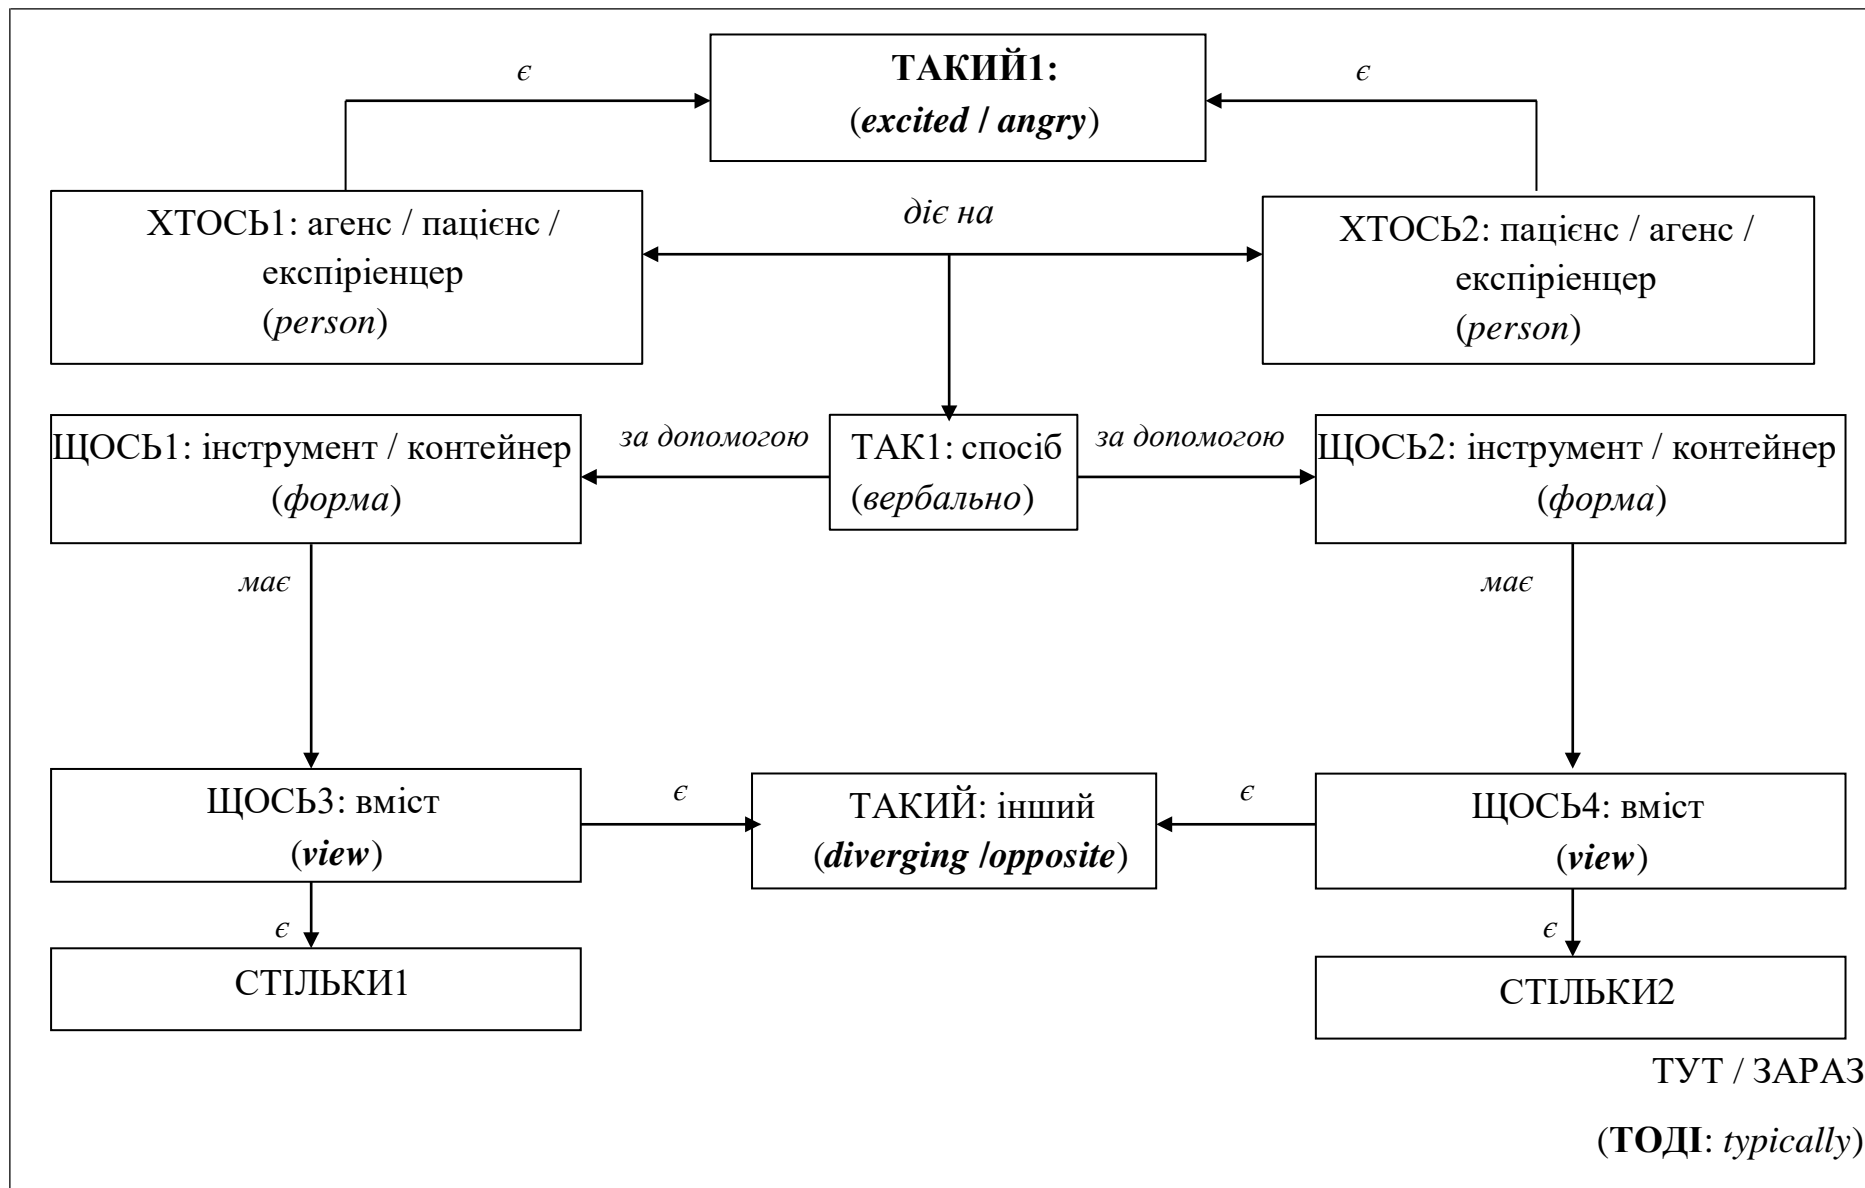 є
ТАКИЙ1:
(excited / angry)
є
ХТОСЬ1: агенс / пацієнс /
експірієнцер
(person)
діє на
ХТОСЬ2: пацієнс / агенс /
експірієнцер
(person)
ЩОСЬ1: інструмент / контейнер
(форма)
за допомогою
ТАК1: спосіб
(вербально)
за допомогою
ЩОСЬ2: інструмент / контейнер
(форма)
має
має
ЩОСЬ3: вміст
(view)
є
ТАКИЙ: інший
(diverging /opposite)
є
ЩОСЬ4: вміст
(view)
є
є
СТІЛЬКИ1
СТІЛЬКИ2
ТУТ / ЗАРАЗ
(ТОДІ: typically)